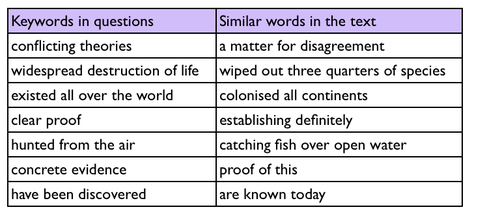 Keywords in questions Similar words in the text
conflicting theories a matter for disagreement
widespread destruction of life wiped out three quarters of species
existed all over the world colonised all continents
clear proof establishing definitely
hunted from the air catching fish over open water
concrete evidence proof of this
have been discovered are known today